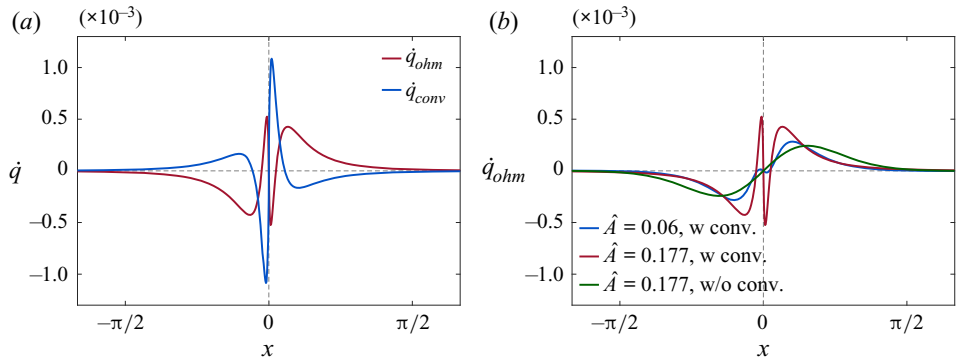 (a)
(×10⁻³)
1.0
0.5
0
−0.5
−1.0
q̇
q̇ohm
q̇conv
−π/2
0
π/2
x
(b)
(×10⁻³)
1.0
0.5
0
−0.5
−1.0
q̇ohm
Â = 0.06, w conv.
Â = 0.177, w conv.
Â = 0.177, w/o conv.
−π/2
0
π/2
x